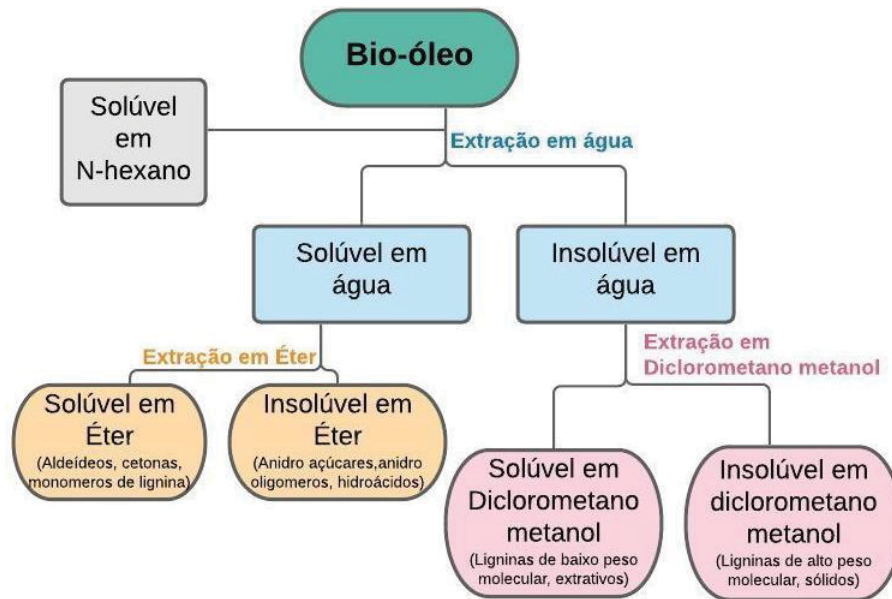 Bio-óleo
Solúvel
em
N-hexano
Extração em água
Solúvel em
água
Insolúvel em
água
Extração em Éter
Extração em
Diclorometano metanol
Solúvel em
Éter
(Aldeídeos, cetonas,
monomeros de lignina)
Insolúvel em
Éter
(Anidro açúcares,anidro
oligomeros, hidroácidos)
Solúvel em
Diclorometano
metanol
(Ligninas de baixo peso
molecular, extrativos)
Insolúvel em
diclorometano
metanol
(Ligninas de alto peso
molecular, sólidos)